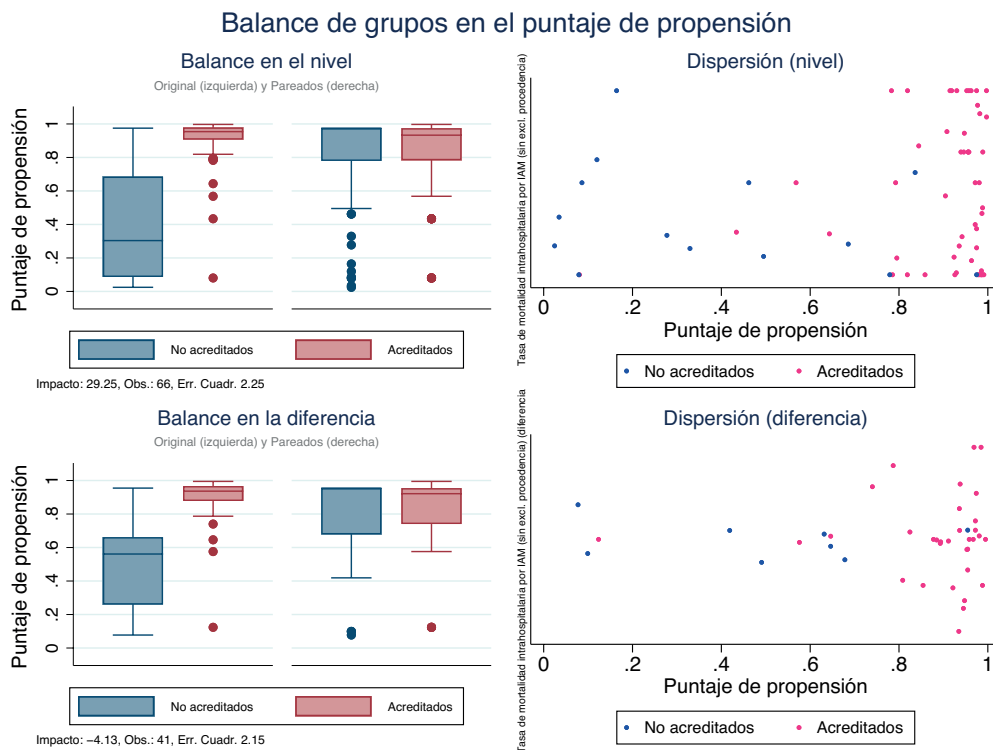 Balance de grupos en el puntaje de propensión
Balance en el nivel
Original (izquierda) y Pareados (derecha)
Puntaje de propensión
1
.8
.6
.4
.2
0
No acreditados
Acreditados
Impacto: 29.25, Obs.: 66, Err. Cuadr. 2.25
Dispersión (nivel)
Tasa de mortalidad intrahospitalaria por IAM (sin excl. procedencia)
0 .2 .4 .6 .8 1
Puntaje de propensión
No acreditados
Acreditados
Balance en la diferencia
Original (izquierda) y Pareados (derecha)
Puntaje de propensión
1
.8
.6
.4
.2
0
No acreditados
Acreditados
Impacto: −4.13, Obs.: 41, Err. Cuadr. 2.15
Dispersión (diferencia)
Tasa de mortalidad intrahospitalaria por IAM (sin excl. procedencia) (diferencia
0 .2 .4 .6 .8 1
Puntaje de propensión
No acreditados
Acreditados